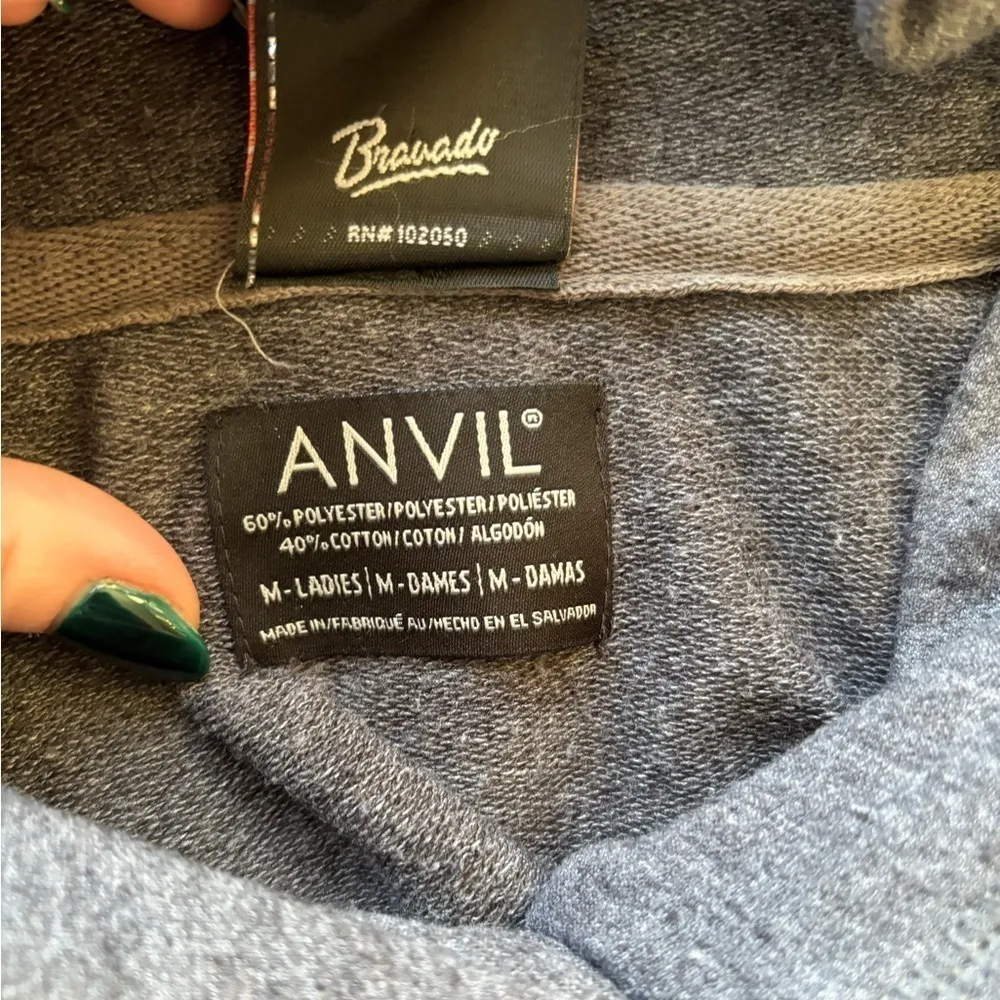 Bravado
RN# 102050
ANVIL®
60% POLYESTER/POLYESTER/POLIÉSTER
40% COTTON/COTON/ALGODÓN
M-LADIES|M-DAMES|M-DAMAS
MADE IN/FABRIQUÉ AU/HECHO EN EL SALVADOR